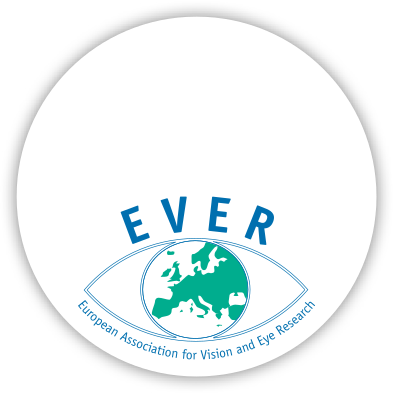 EVER
European Association for Vision and Eye Research